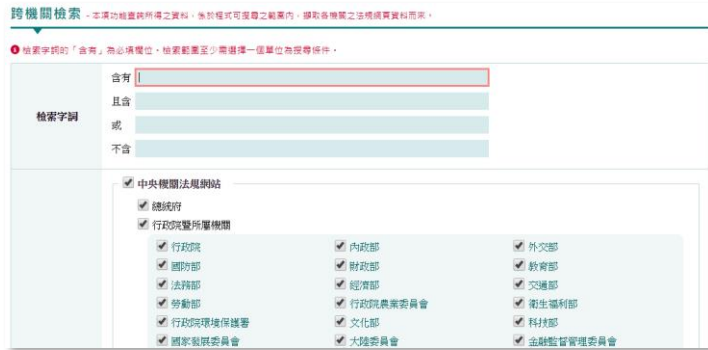 跨機關檢索 。本項功能查詢所得之資料，係於程式可搜尋之範圍內，擷取各機關之法規網頁資料而來。
檢索字詞的「含有」為必填欄位，檢索範圍至少需選擇一個單位為搜尋條件。
檢索字詞
含有
且含
或
不含
中央機關法規網站
總統府
行政院暨所屬機關
行政院 內政部 外交部
國防部 財政部 教育部
法務部 經濟部 交通部
勞動部 行政院農業委員會 衛生福利部
行政院環境保護署 文化部 科技部
國家發展委員會 大陸委員會 金融監督管理委員會